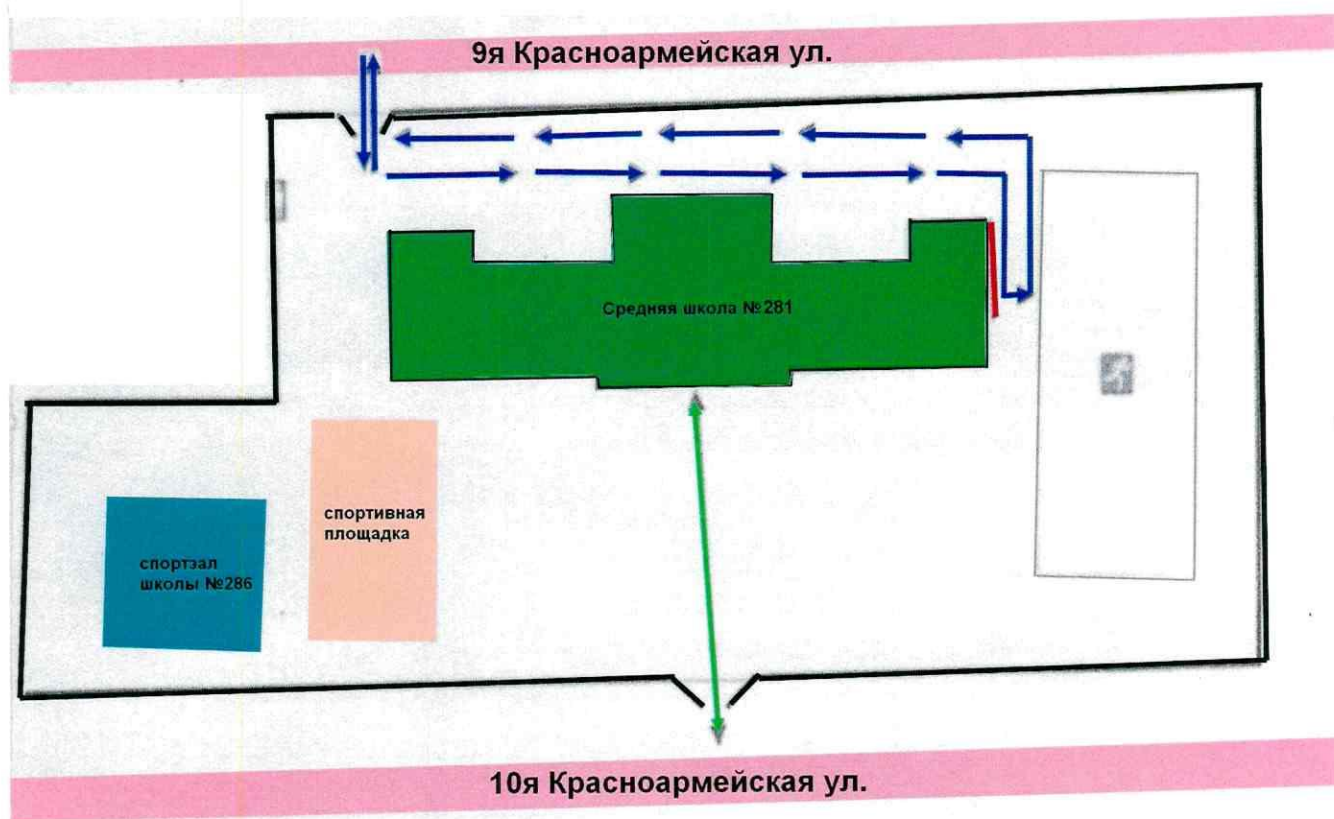 9я Красноармейская ул.
Средняя школа №281
спортивная
площадка
спортзал
школы №286
10я Красноармейская ул.